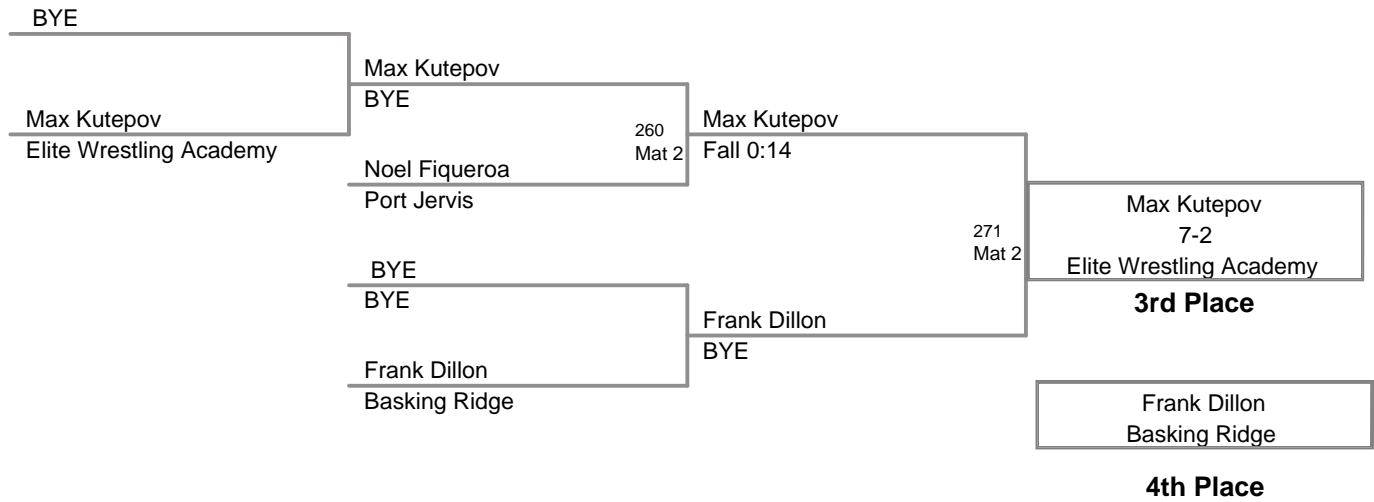 BYE
Max Kutepov
Elite Wrestling Academy
Max Kutepov
BYE
Noel Fiqueroa
Port Jervis
260
Mat 2
BYE
BYE
Frank Dillon
Basking Ridge
Max Kutepov
Fall 0:14
Frank Dillon
BYE
271
Mat 2
Max Kutepov
7-2
Elite Wrestling Academy
3rd Place
Frank Dillon
Basking Ridge
4th Place